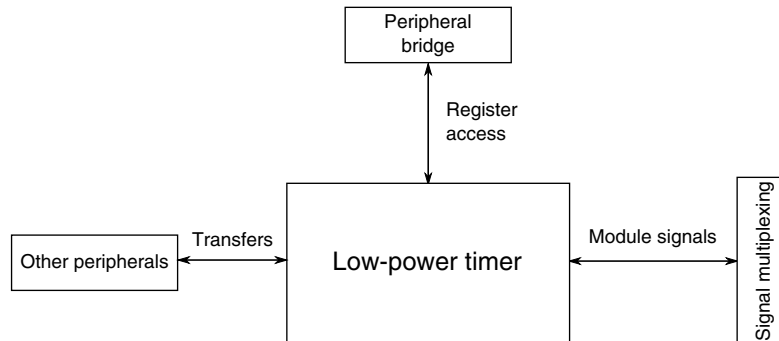 Peripheral
bridge
Register
access
Transfers
Module signals
Other peripherals
Low-power timer
Signal multiplexing